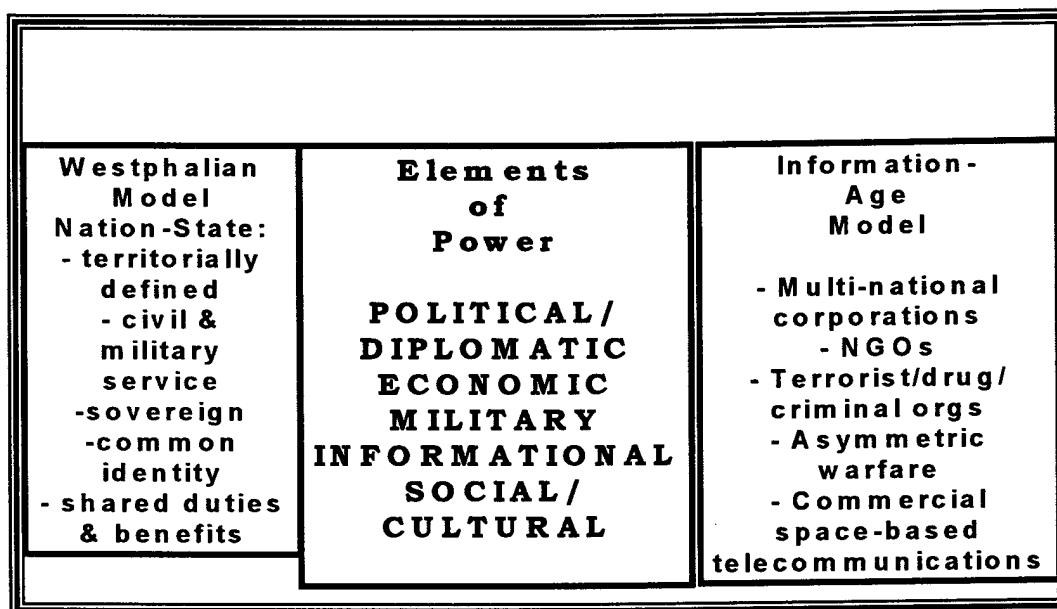 Westphalian
Model
Nation-State:
- territorially
defined
- civil &
military
service
-sovereign
-common
identity
- shared duties
& benefits
Elements
of
Power
POLITICAL/
DIPLOMATIC
ECONOMIC
MILITARY
INFORMATIONAL
SOCIAL/
CULTURAL
Information-
Age
Model
- Multi-national
corporations
- NGOs
- Terrorist/drug/
criminal orgs
- Asymmetric
warfare
- Commercial
space-based
telecommunications